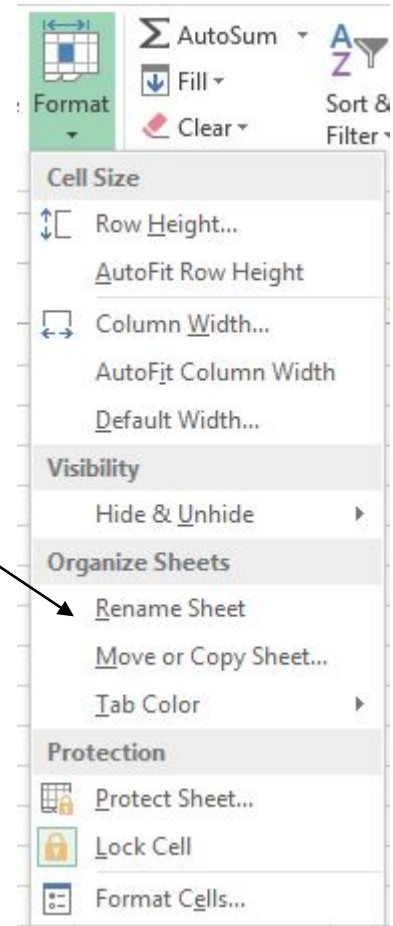 AutoSum
Fill
Clear
Format
Sort &
Filter
Cell Size
Row Height...
AutoFit Row Height
Column Width...
AutoFit Column Width
Default Width...
Visibility
Hide & Unhide
Organize Sheets
Rename Sheet
Move or Copy Sheet...
Tab Color
Protection
Protect Sheet...
Lock Cell
Format Cells...